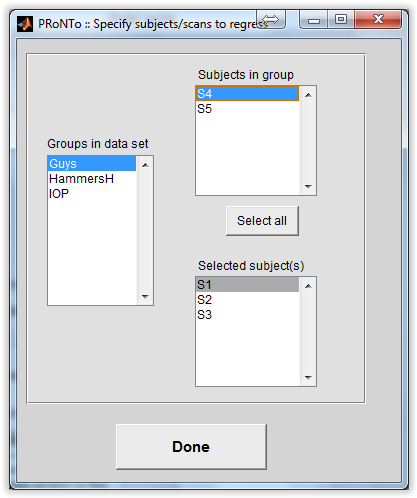 PRoNTo :: Specify subjects/scans to regress
Subjects in group
S4
S5
Groups in data set
Guys
HammersH
IOP
Select all
Selected subject(s)
S1
S2
S3
Done